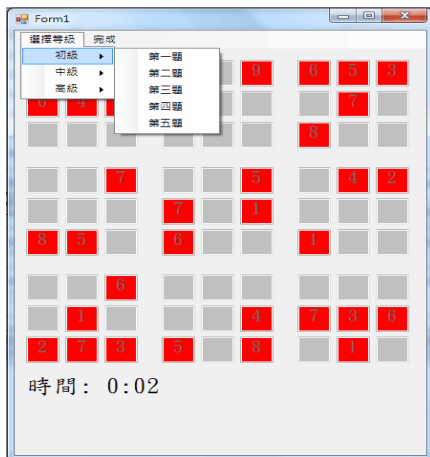 Form1
選擇等級 完成
初級 第一題
中級 第二題
高級 第三題
第四題
第五題
9 6 5 3
4 7
8
7 5 4 2
7 1
8 5 6 1
6
1 4 7 3 6
2 7 3 5 8 1
時間: 0:02